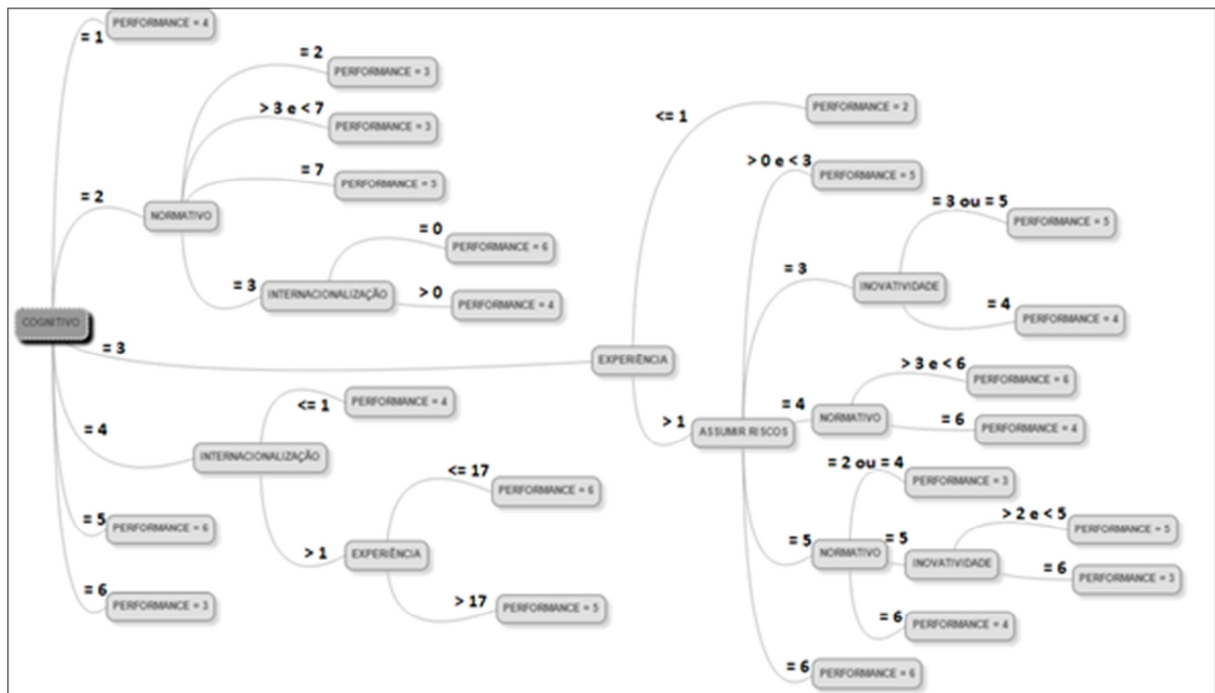 COGNITIVO
= 1
PERFORMANCE = 4
= 2
NORMATIVO
= 2
PERFORMANCE = 3
> 3 e < 7
PERFORMANCE = 3
= 7
PERFORMANCE = 5
= 3
INTERNACIONALIZAÇÃO
= 0
PERFORMANCE = 6
> 0
PERFORMANCE = 4
= 3
EXPERIÊNCIA
<= 1
PERFORMANCE = 2
> 1
ASSUMIR RISCOS
> 0 e < 3
PERFORMANCE = 5
= 3
INOVATIVIDADE
= 3 ou = 5
PERFORMANCE = 5
= 4
PERFORMANCE = 4
= 4
NORMATIVO
> 3 e < 6
PERFORMANCE = 6
= 6
PERFORMANCE = 4
= 5
NORMATIVO
= 2 ou = 4
PERFORMANCE = 3
= 5
INOVATIVIDADE
> 2 e < 5
PERFORMANCE = 5
= 6
PERFORMANCE = 3
= 6
PERFORMANCE = 4
= 6
PERFORMANCE = 6
= 4
INTERNACIONALIZAÇÃO
<= 1
PERFORMANCE = 4
> 1
EXPERIÊNCIA
<= 17
PERFORMANCE = 6
> 17
PERFORMANCE = 5
= 5
PERFORMANCE = 6
= 6
PERFORMANCE = 3